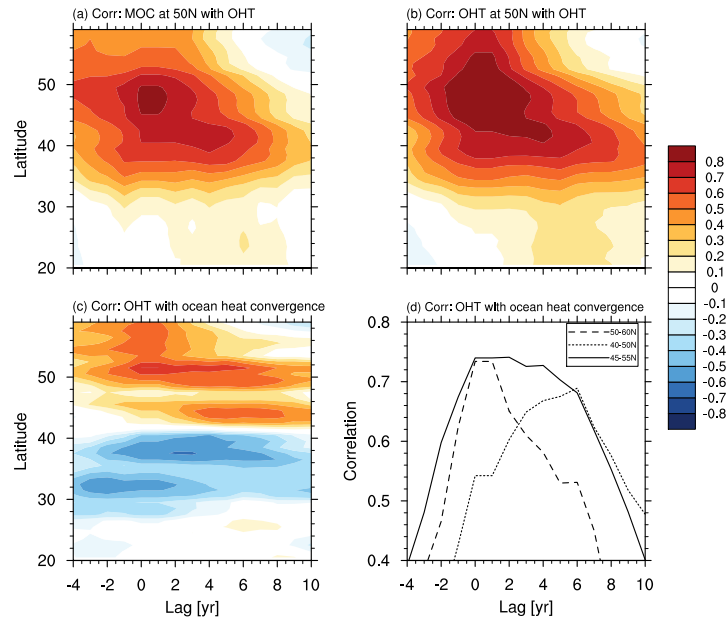 (a) Corr: MOC at 50N with OHT
(b) Corr: OHT at 50N with OHT
Latitude
50
40
30
20
Latitude
50
40
30
20
0.8
0.7
0.6
0.5
0.4
0.3
0.2
0.1
0
-0.1
-0.2
-0.3
-0.4
-0.5
-0.6
-0.7
-0.8
(c) Corr: OHT with ocean heat convergence
(d) Corr: OHT with ocean heat convergence
Latitude
50
40
30
20
-4 -2 0 2 4 6 8 10
Lag [yr]
Correlation
0.8
0.7
0.6
0.5
0.4
50-60N
40-50N
45-55N
-4 -2 0 2 4 6 8 10
Lag [yr]